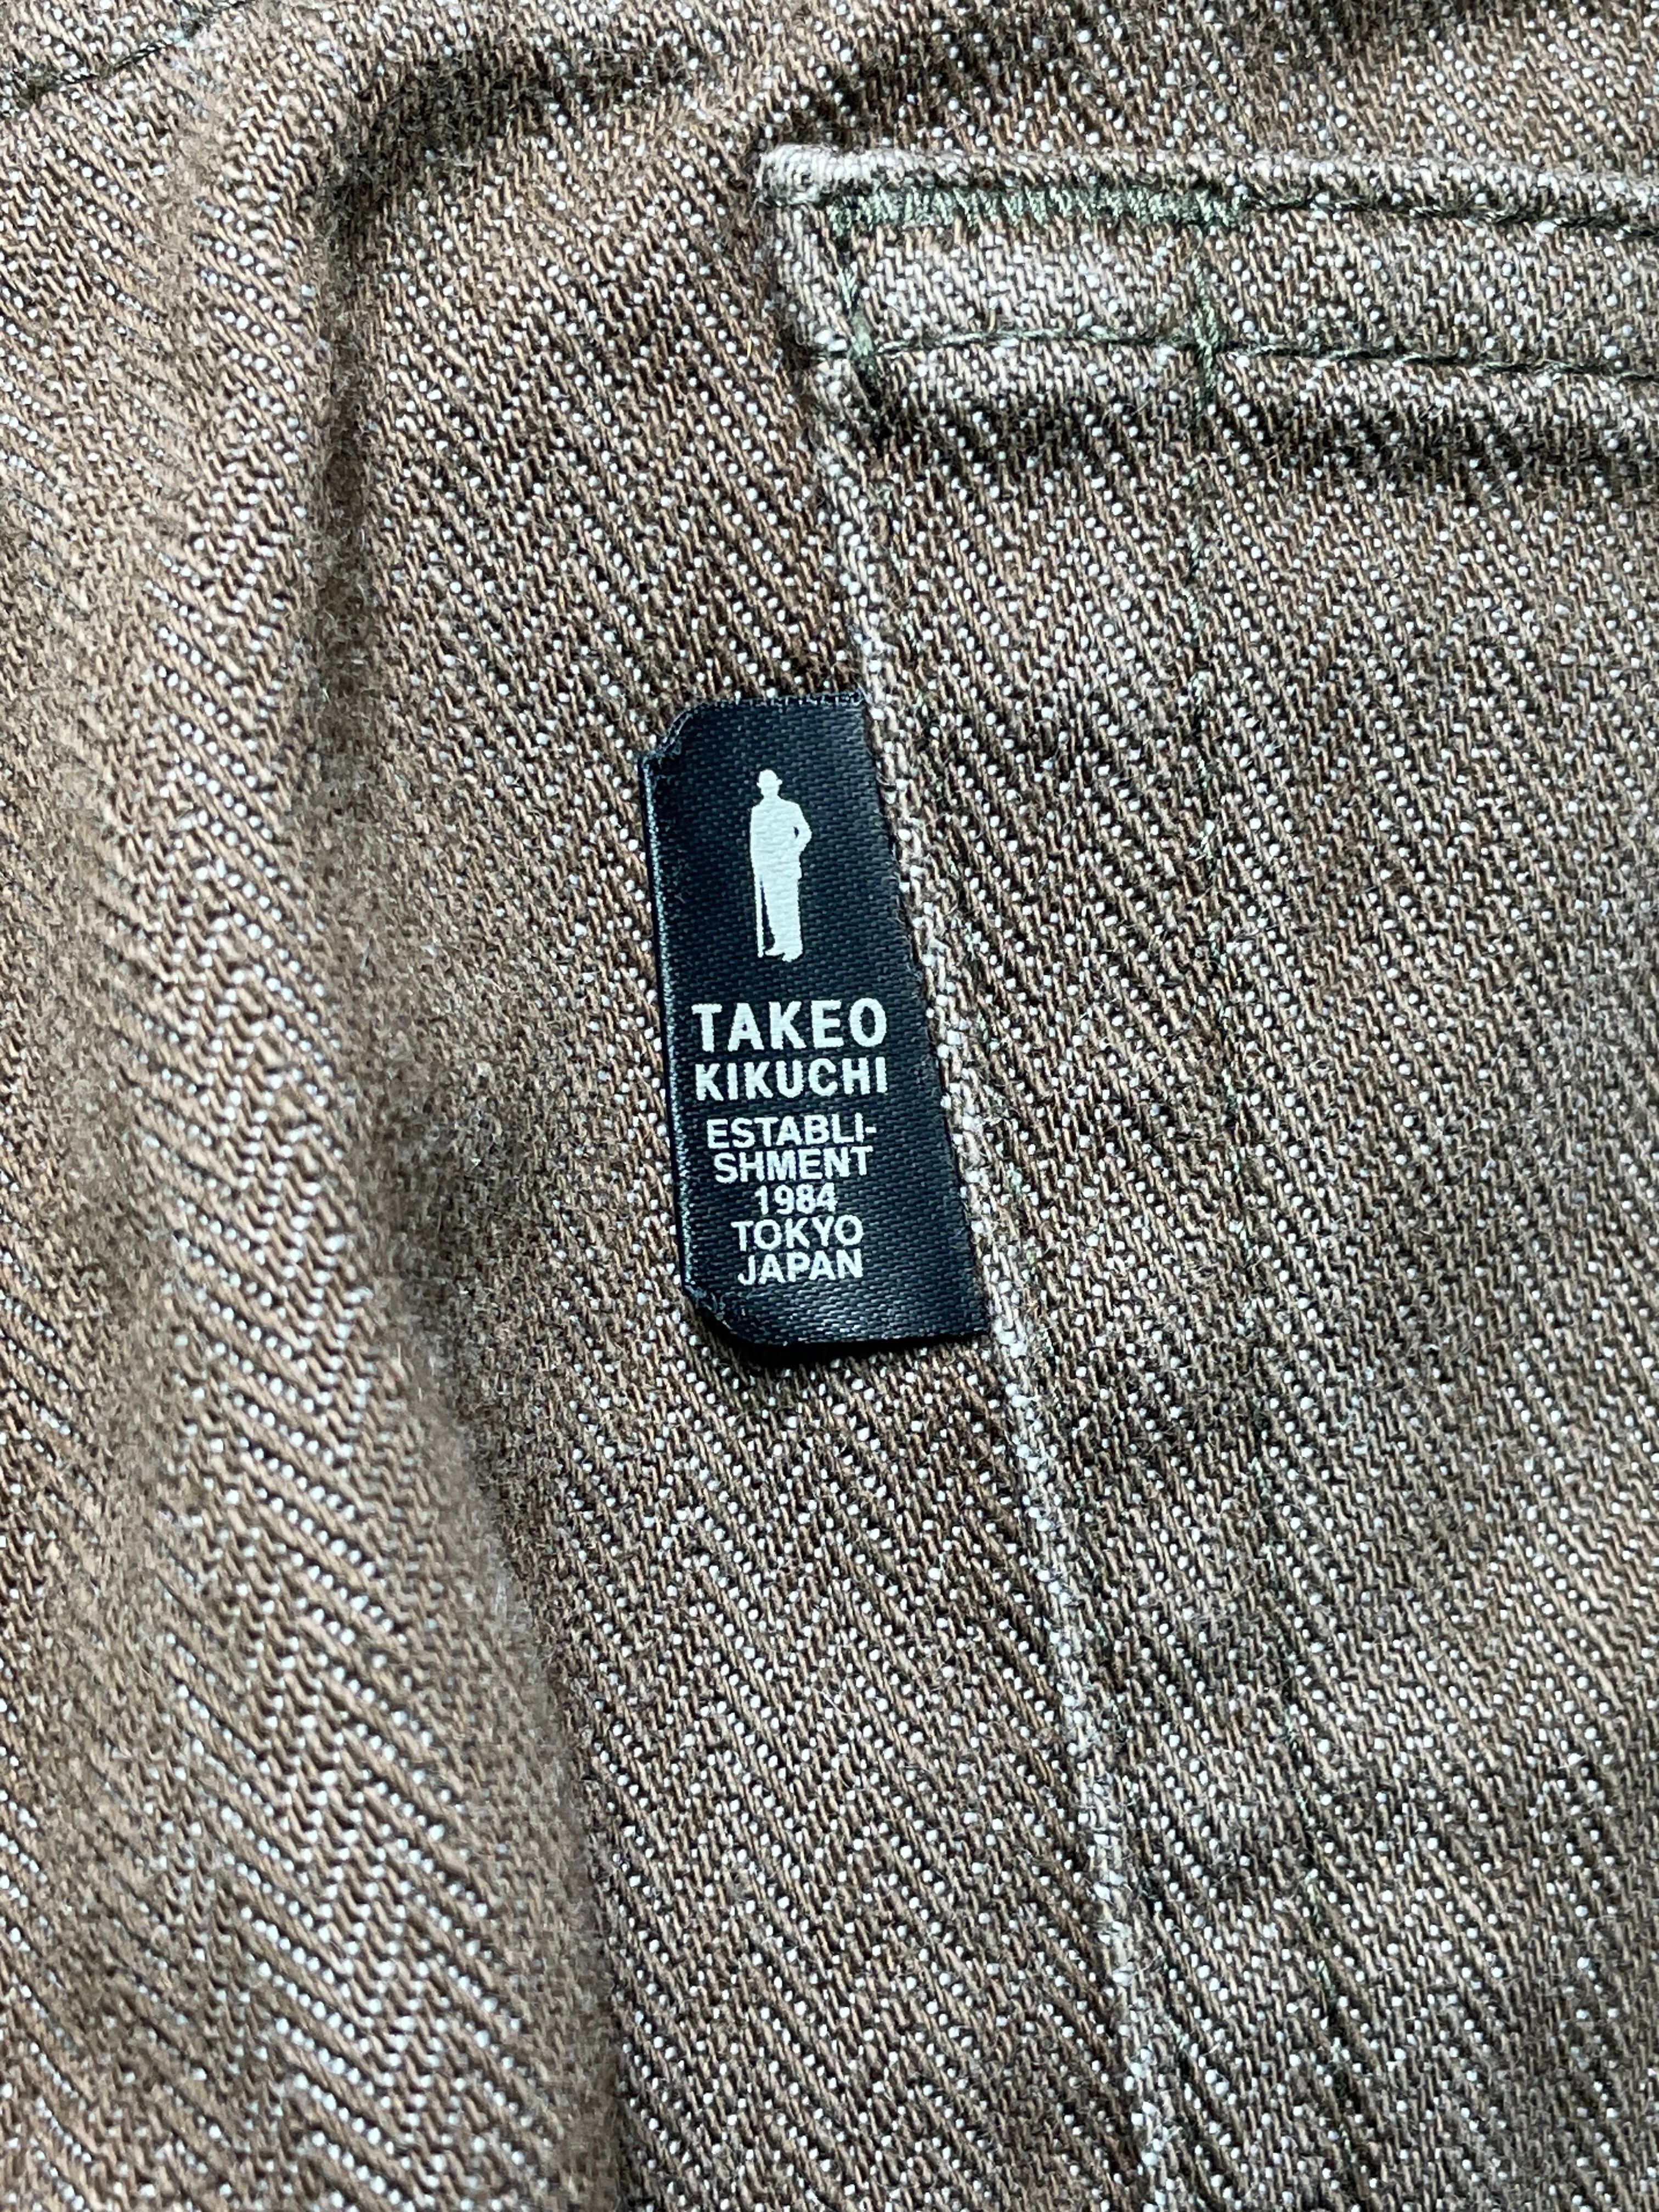 TAKEO
KIKUCHI
ESTABLI-
SHMENT
1984
TOKYO
JAPAN